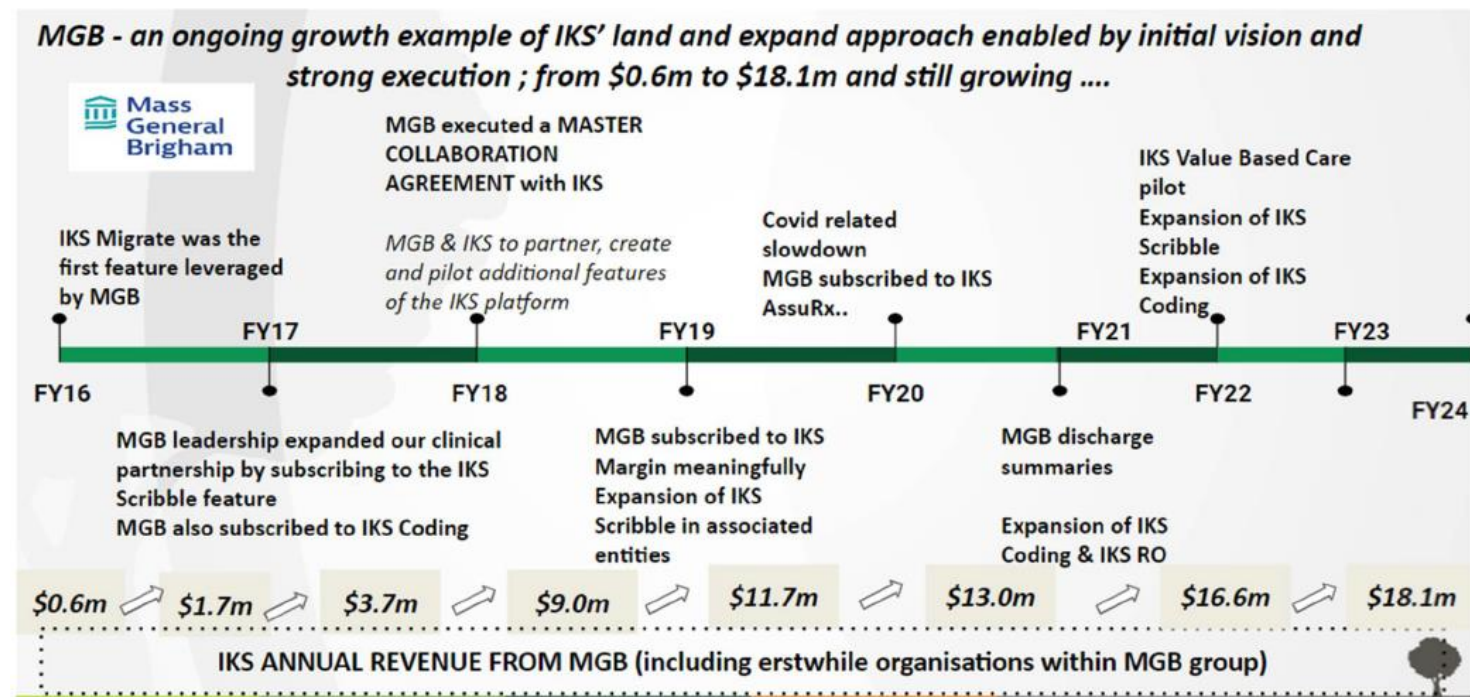 MGB - an ongoing growth example of IKS' land and expand approach enabled by initial vision and
strong execution ; from $0.6m to $18.1m and still growing ....
Mass
General
Brigham
IKS Migrate was the
first feature leveraged
by MGB
MGB executed a MASTER
COLLABORATION
AGREEMENT with IKS
MGB & IKS to partner, create
and pilot additional features
of the IKS platform
Covid related
slowdown
MGB subscribed to IKS
AssuRx..
IKS Value Based Care
pilot
Expansion of IKS
Scribble
Expansion of IKS
Coding
FY17
FY19
FY21
FY23
FY16
FY18
FY20
FY22
FY24
MGB leadership expanded our clinical
partnership by subscribing to the IKS
Scribble feature
MGB also subscribed to IKS Coding
MGB subscribed to IKS
Margin meaningfully
Expansion of IKS
Scribble in associated
entities
MGB discharge
summaries
Expansion of IKS
Coding & IKS RO
$0.6m
$1.7m
$3.7m
$9.0m
$11.7m
$13.0m
$16.6m
$18.1m
IKS ANNUAL REVENUE FROM MGB (including erstwhile organisations within MGB group)